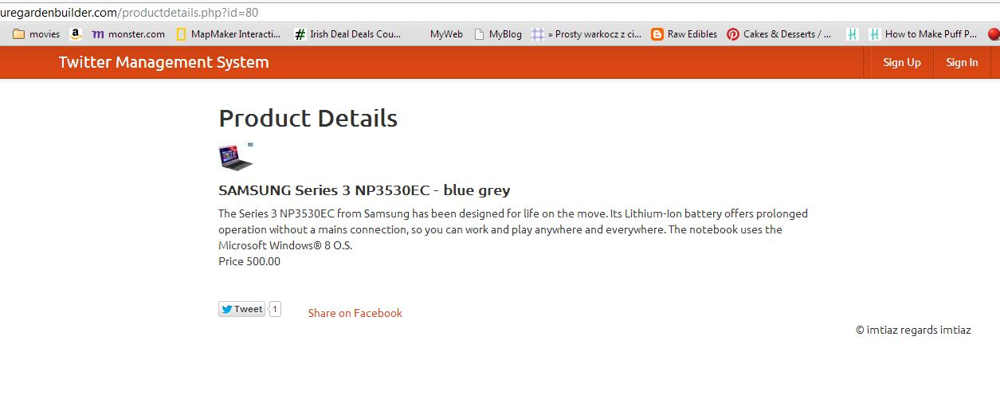 uregardenbuilder.com/productdetails.php?id=80
movies monster.com MapMaker Interacti... Irish Deal Deals Cou... MyWeb MyBlog » Prosty warkocz z ci... Raw Edibles Cakes & Desserts / ... How to Make Puff P...
Twitter Management System Sign Up Sign In
Product Details
SAMSUNG Series 3 NP3530EC - blue grey
The Series 3 NP3530EC from Samsung has been designed for life on the move. Its Lithium-Ion battery offers prolonged
operation without a mains connection, so you can work and play anywhere and everywhere. The notebook uses the
Microsoft Windows® 8 O.S.
Price 500.00
Tweet 1 Share on Facebook
© imtiaz regards imtiaz